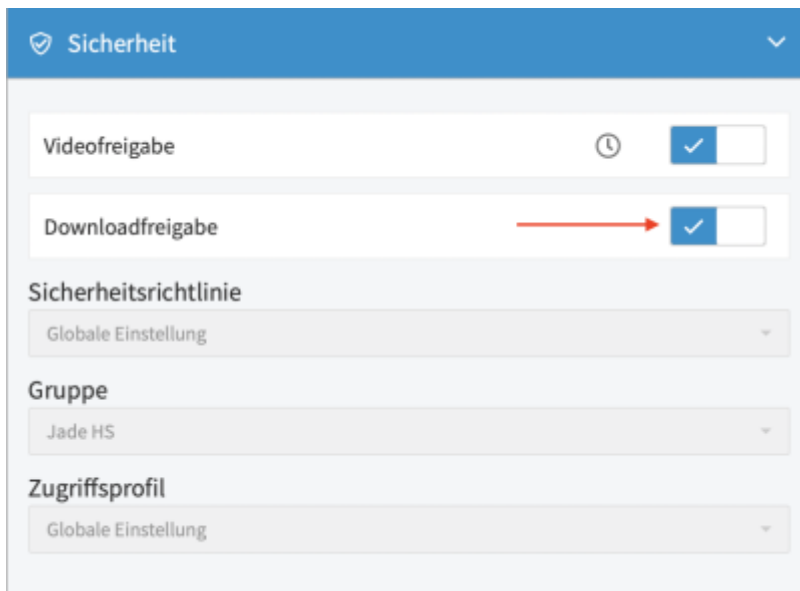 Sicherheit
Videofreigabe
Downloadfreigabe
Sicherheitsrichtlinie
Globale Einstellung
Gruppe
Jade HS
Zugriffsprofil
Globale Einstellung